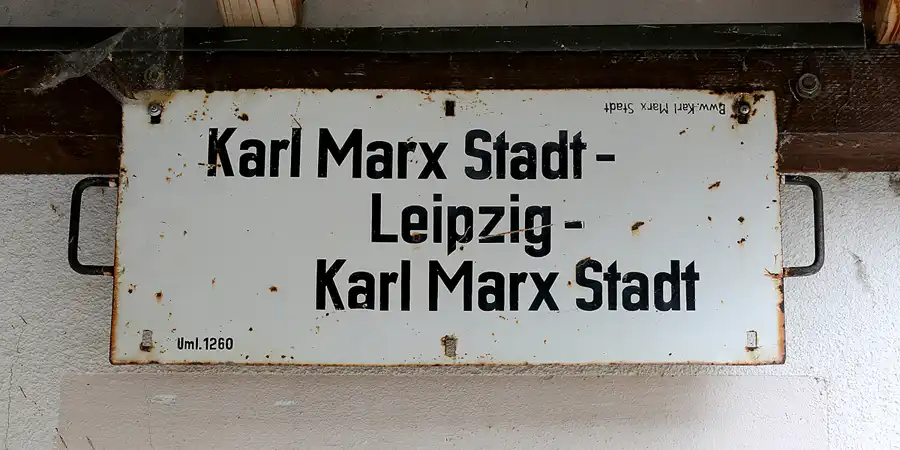 Bww.Karl Marx Stadt
Karl Marx Stadt -
Leipzig -
Karl Marx Stadt
Uml. 1260